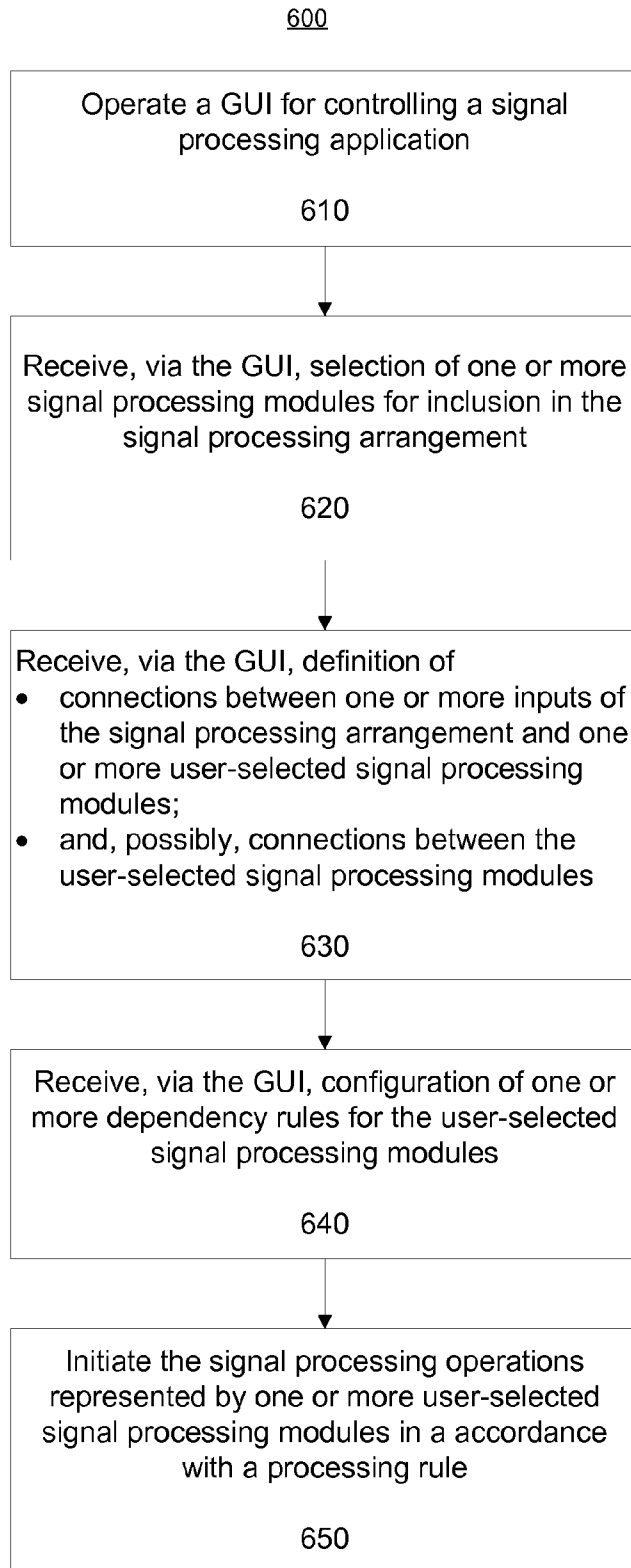 600
Operate a GUI for controlling a signal
processing application
610
Receive, via the GUI, selection of one or more
signal processing modules for inclusion in the
signal processing arrangement
620
Receive, via the GUI, definition of
• connections between one or more inputs of
the signal processing arrangement and one
or more user-selected signal processing
modules;
• and, possibly, connections between the
user-selected signal processing modules
630
Receive, via the GUI, configuration of one or
more dependency rules for the user-selected
signal processing modules
640
Initiate the signal processing operations
represented by one or more user-selected
signal processing modules in a accordance
with a processing rule
650